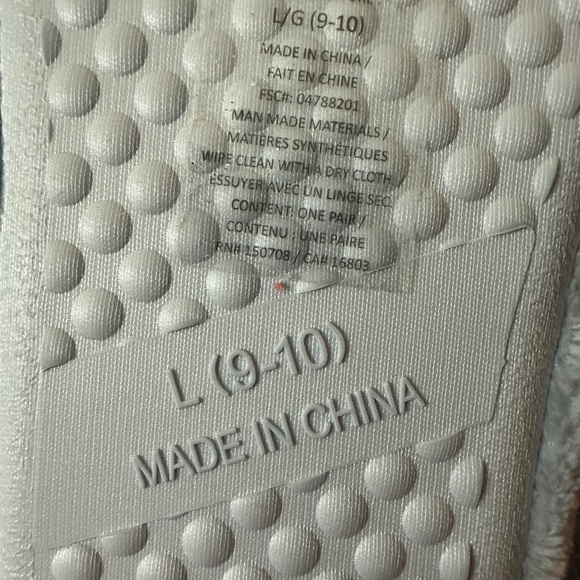 L/G (9-10)
MADE IN CHINA /
FAIT EN CHINE
FSC#: 04788201
MAN MADE MATERIALS /
MATIÈRES SYNTHÉTIQUES
WIPE CLEAN WITH A DRY CLOTH. /
ESSUYER AVEC UN LINGE SEC.
CONTENT: ONE PAIR /
CONTENU : UNE PAIRE
RN# 150708 / CA# 16803
L (9-10)
MADE IN CHINA